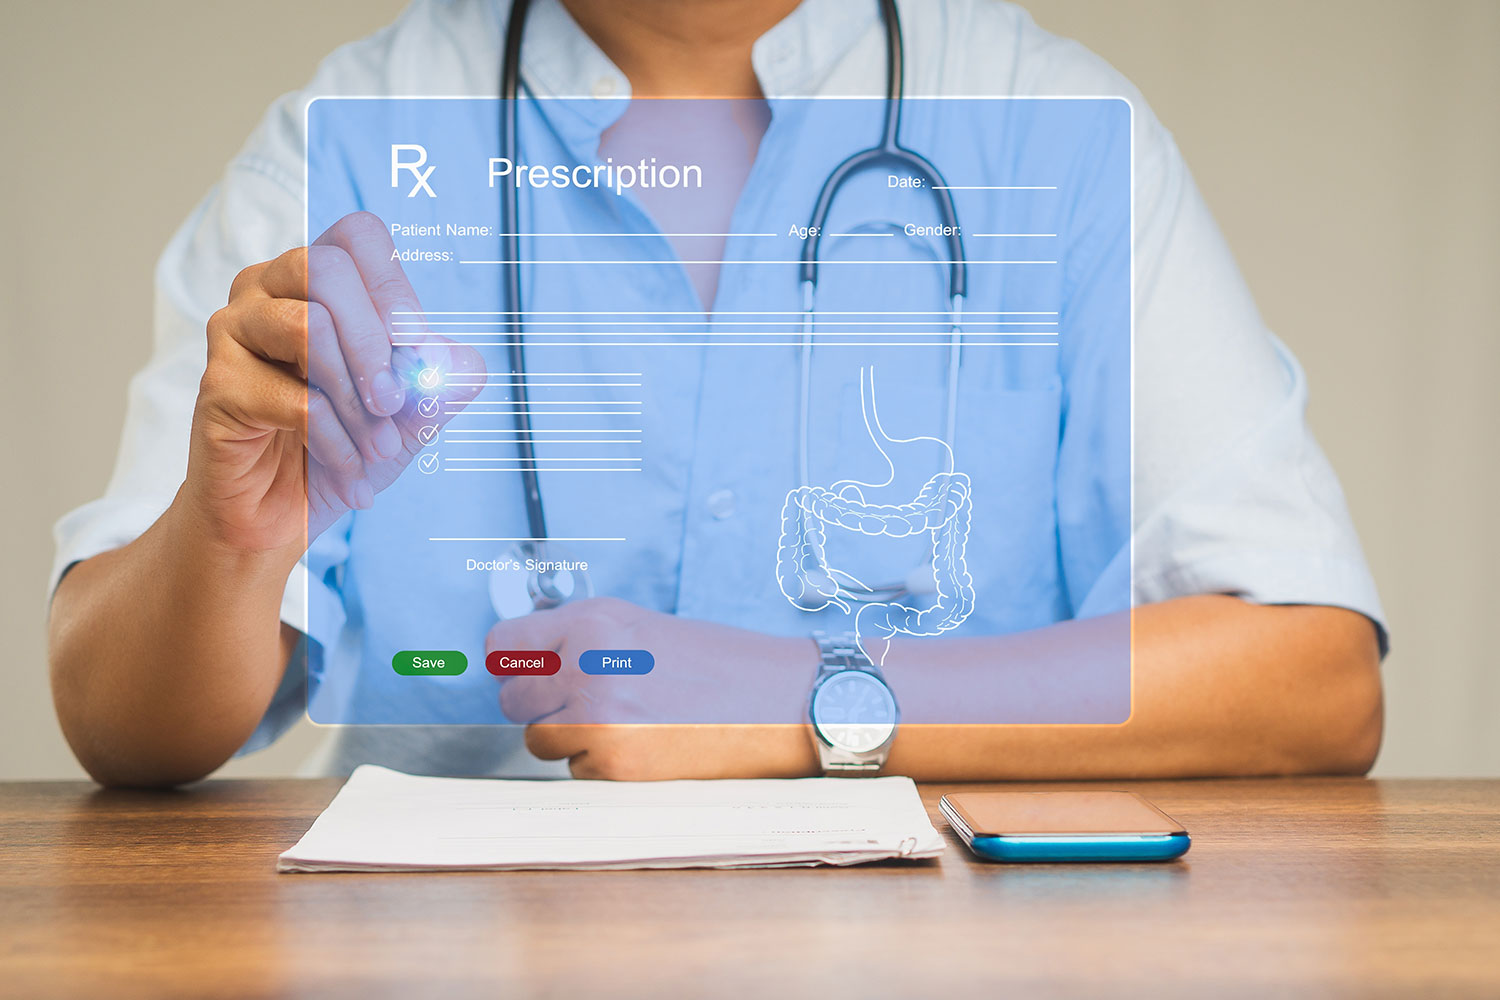 Rx Prescription
Date:
Patient Name: Age: Gender:
Address:
Doctor's Signature
Save Cancel Print